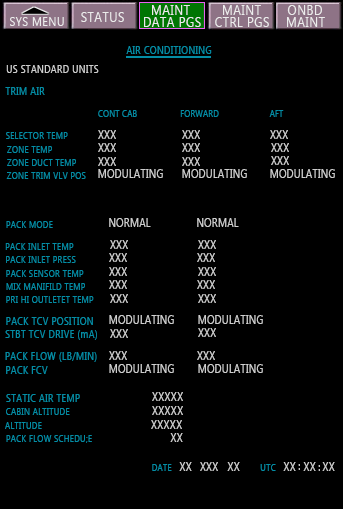 SYS MENU STATUS MAINT DATA PGS MAINT CTRL PGS ONBD MAINT
AIR CONDITIONING
US STANDARD UNITS
TRIM AIR
CONT CAB FORWARD AFT
SELECTOR TEMP XXX XXX XXX
ZONE TEMP XXX XXX XXX
ZONE DUCT TEMP XXX XXX XXX
ZONE TRIM VLV POS MODULATING MODULATING MODULATING
PACK MODE NORMAL NORMAL
PACK INLET TEMP XXX XXX
PACK INLET PRESS XXX XXX
PACK SENSOR TEMP XXX XXX
MIX MANIFILD TEMP XXX XXX
PRI HI OUTLETET TEMP XXX XXX
PACK TCV POSITION MODULATING MODULATING
STBT TCV DRIVE (mA) XXX XXX
PACK FLOW (LB/MIN) XXX XXX
PACK FCV MODULATING MODULATING
STATIC AIR TEMP XXXXX
CABIN ALTITUDE XXXXX
ALTITUDE XXXXX
PACK FLOW SCHEDU;E XX
DATE XX XXX XX UTC XX:XX:XX